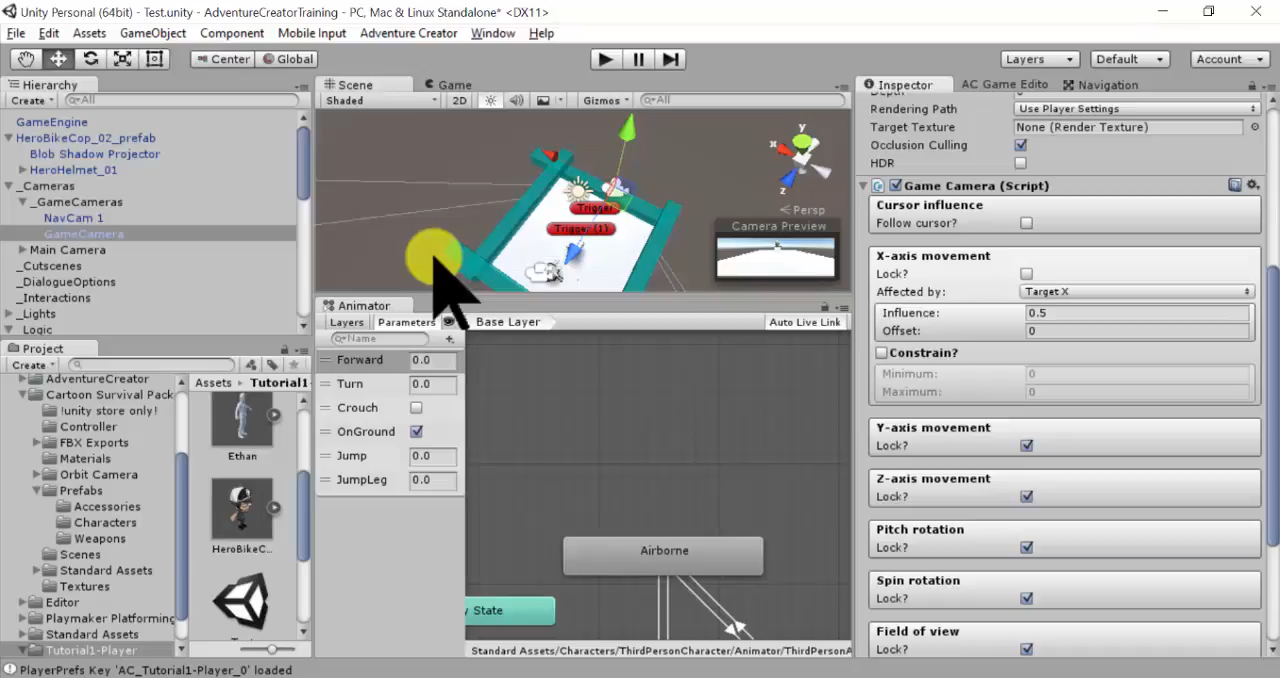 Unity Personal (64bit) - Test.unity - AdventureCreatorTraining - PC, Mac & Linux Standalone* <DX11>
File Edit Assets GameObject Component Mobile Input Adventure Creator Window Help
Center Global Layers Default Account
Hierarchy
Create All
GameEngine
HeroBikeCop_02_prefab
Blob Shadow Projector
HeroHelmet_01
_Cameras
_GameCameras
NavCam 1
GameCamera
Main Camera
_Cutscenes
_DialogueOptions
_Interactions
_Lights
Logic
Scene Game
Shaded 2D Gizmos All
Trigger
Trigger (1)
y
x
z
Persp
Camera Preview
Animator
Layers Parameters Base Layer Auto Live Link
Name
Forward 0.0
Turn 0.0
Crouch
OnGround
Jump 0.0
JumpLeg 0.0
Airborne
y State
Standard Assets/Characters/ThirdPersonCharacter/Animator/ThirdPersonA
Project
Create
AdventureCreator
Cartoon Survival Pack
!unity store only!
Controller
FBX Exports
Materials
Orbit Camera
Prefabs
Accessories
Characters
Weapons
Scenes
Standard Assets
Textures
Editor
Playmaker Platforming
Standard Assets
Tutorial1-Player
Assets Tutorial1
Ethan
HeroBikeC...
Inspector AC Game Edito Navigation
Rendering Path Use Player Settings
Target Texture None (Render Texture)
Occlusion Culling
HDR
Game Camera (Script)
Cursor influence
Follow cursor?
X-axis movement
Lock?
Affected by: Target X
Influence: 0.5
Offset: 0
Constrain?
Minimum: 0
Maximum: 0
Y-axis movement
Lock?
Z-axis movement
Lock?
Pitch rotation
Lock?
Spin rotation
Lock?
Field of view
Lock?
PlayerPrefs Key 'AC_Tutorial1-Player_0' loaded